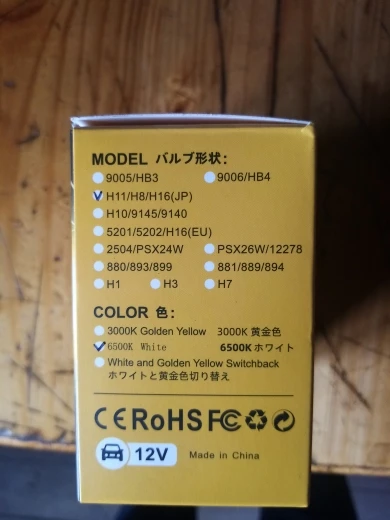 MODEL バルブ形状:
9005/HB3 9006/HB4
H11/H8/H16(JP)
H10/9145/9140
5201/5202/H16(EU)
2504/PSX24W PSX26W/12278
880/893/899 881/889/894
H1 H3 H7
COLOR 色:
3000K Golden Yellow 3000K 黄金色
6500K White 6500K ホワイト
White and Golden Yellow Switchback
ホワイトと黄金色切り替え
CE RoHS FC
12V Made in China